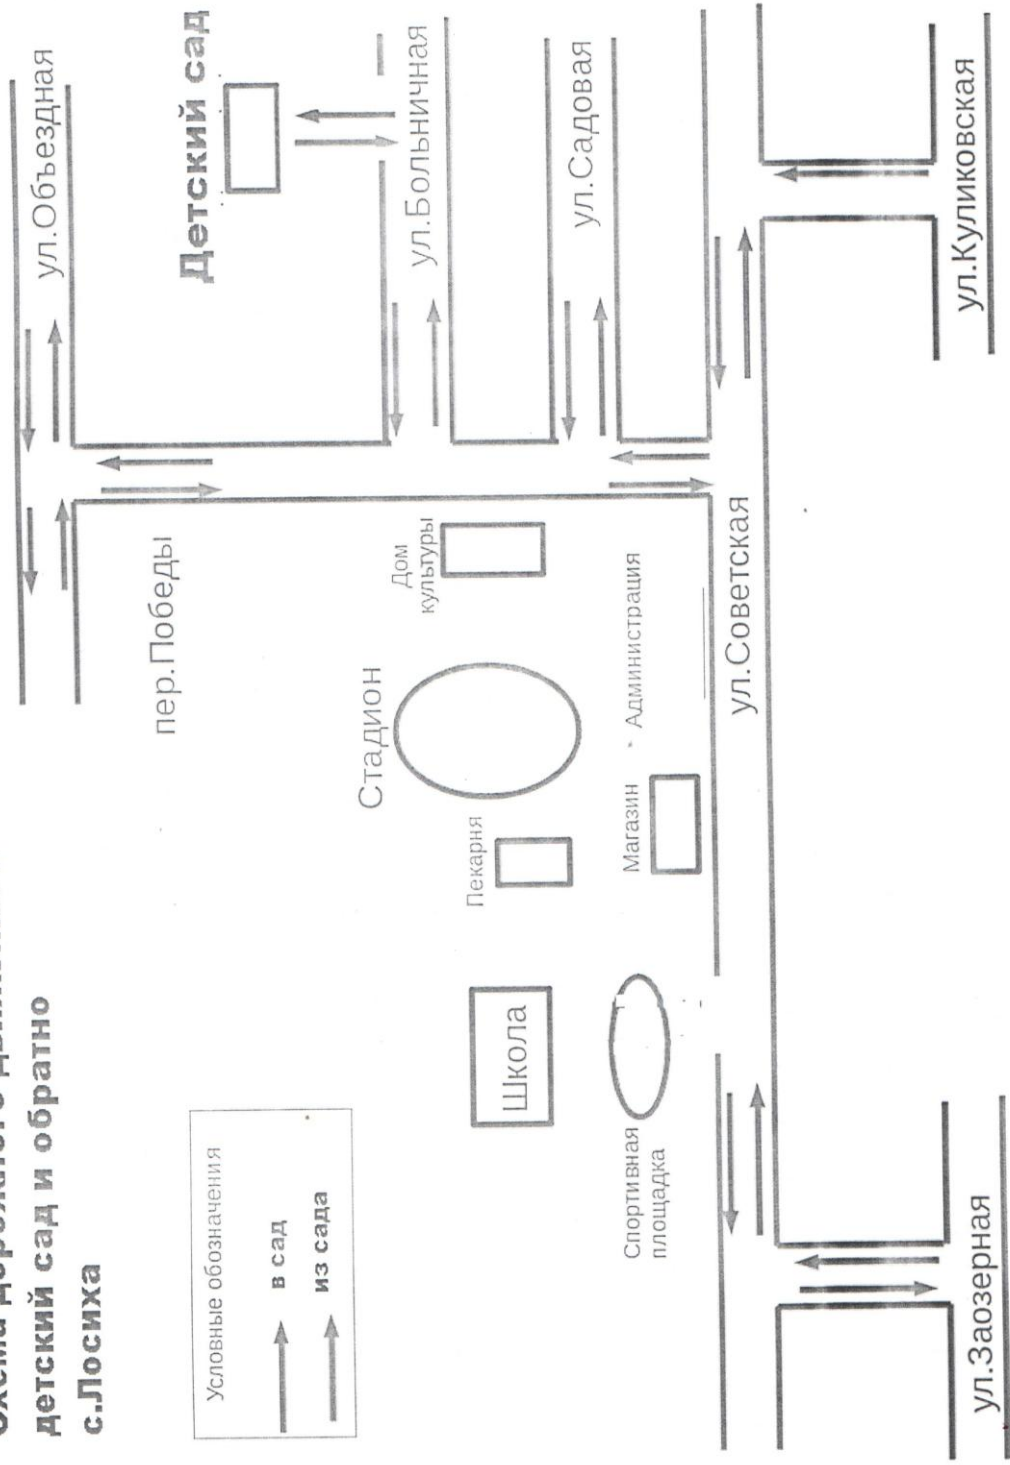 детский сад и обратно
с.Лосиха
Условные обозначения
в сад
из сада
ул.Объездная
Детский сад
ул.Больничная
ул.Садовая
пер.Победы
Дом
культуры
Стадион
Администрация
Пекарня
Магазин
Школа
Спортивная
площадка
ул.Советская
ул.Куликовская
ул.Заозерная